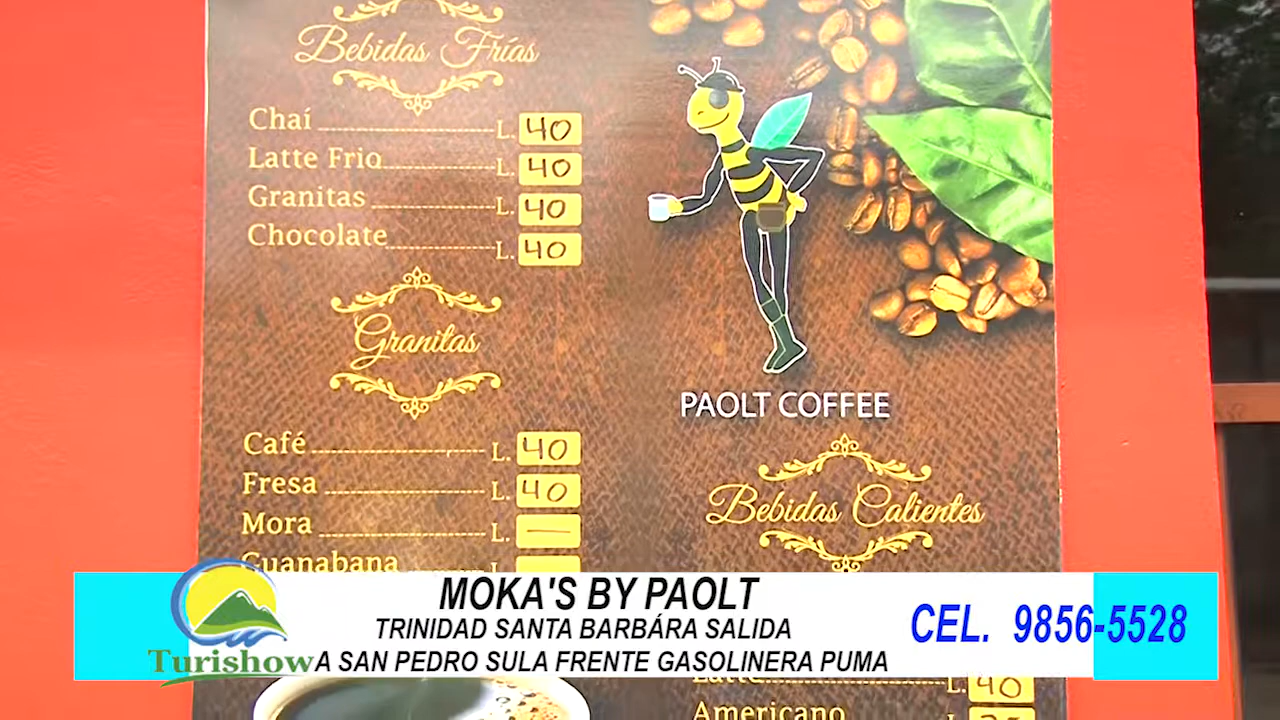 Bebidas Frías
Chaí L. 40
Latte Frio L. 40
Granitas L. 40
Chocolate L. 40
Granitas
Café L. 40
Fresa L. 40
Mora L. —
Guanabana L.
PAOLT COFFEE
Bebidas Calientes
Latte L. 40
Americano L.
Turishow
MOKA'S BY PAOLT
TRINIDAD SANTA BARBÁRA SALIDA
A SAN PEDRO SULA FRENTE GASOLINERA PUMA
CEL. 9856-5528